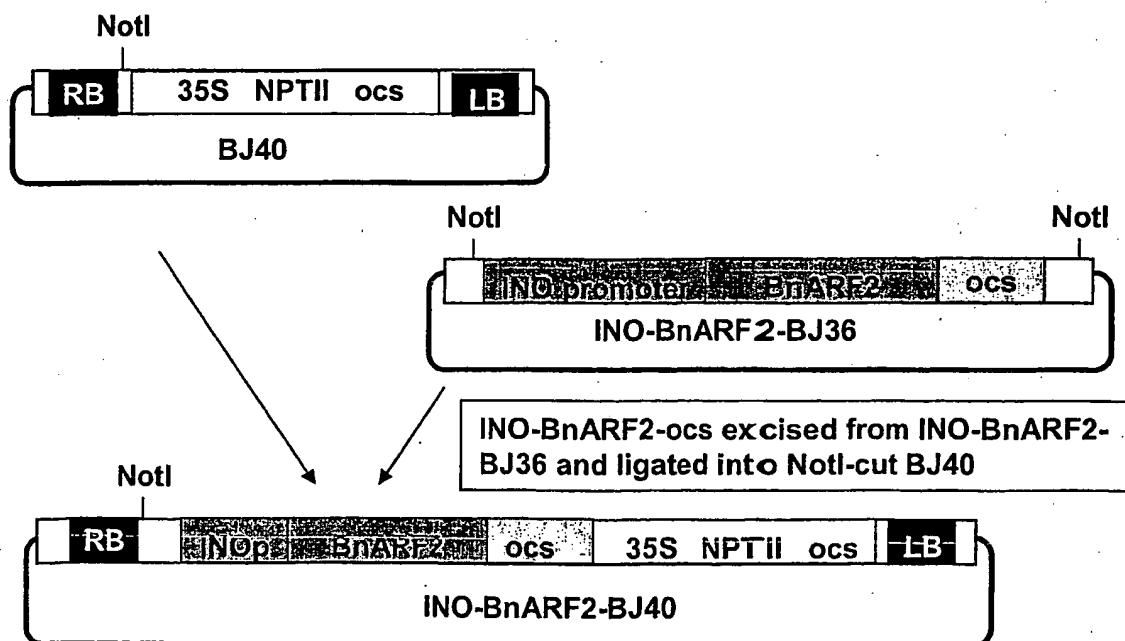 NotI
RB 35S NPTII ocs LB
BJ40
NotI NotI
INO promoter BnARF2 ocs
INO-BnARF2-BJ36
INO-BnARF2-ocs excised from INO-BnARF2-
BJ36 and ligated into NotI-cut BJ40
NotI
RB INOp BnARF2 ocs 35S NPTII ocs LB
INO-BnARF2-BJ40